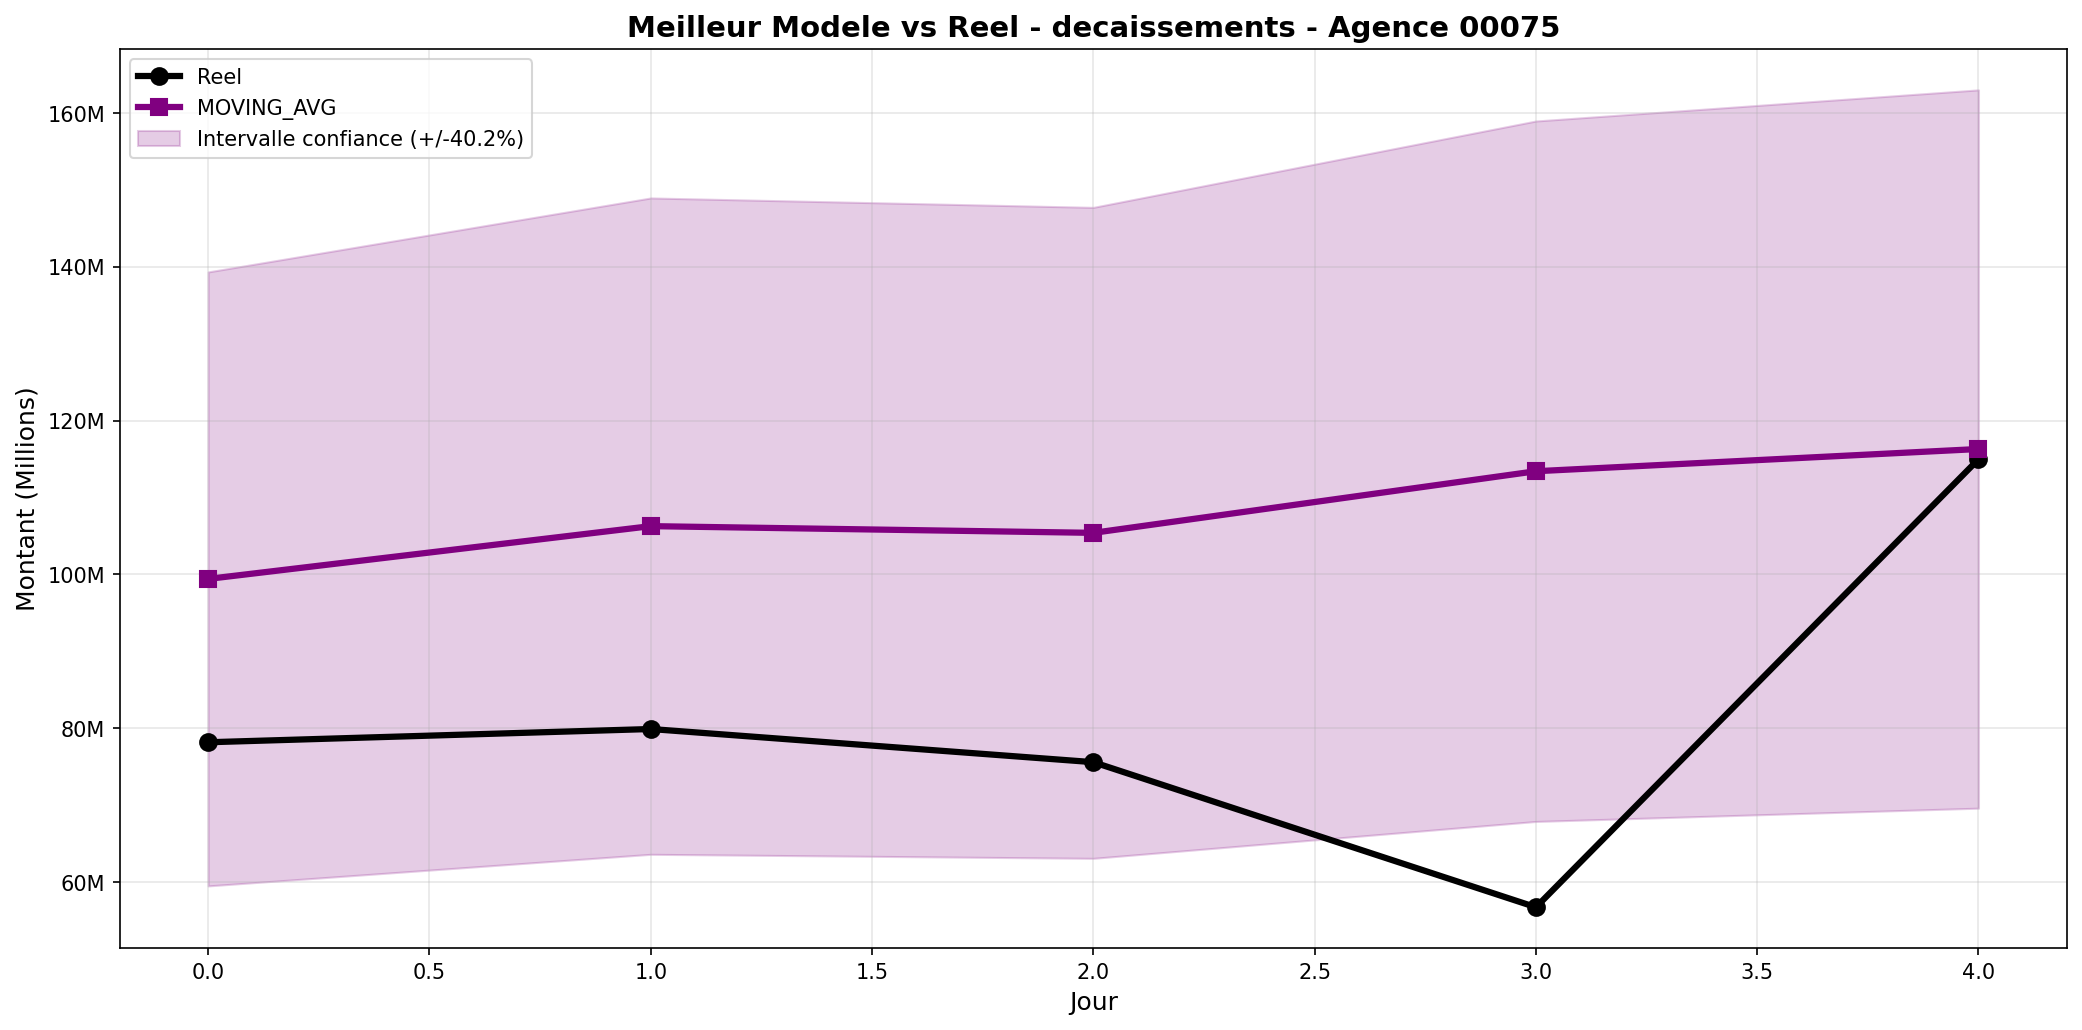 Meilleur Modele vs Reel - decaissements - Agence 00075
Reel
MOVING_AVG
Intervalle confiance (+/-40.2%)
Montant (Millions)
160M
140M
120M
100M
80M
60M
0.0 0.5 1.0 1.5 2.0 2.5 3.0 3.5 4.0
Jour